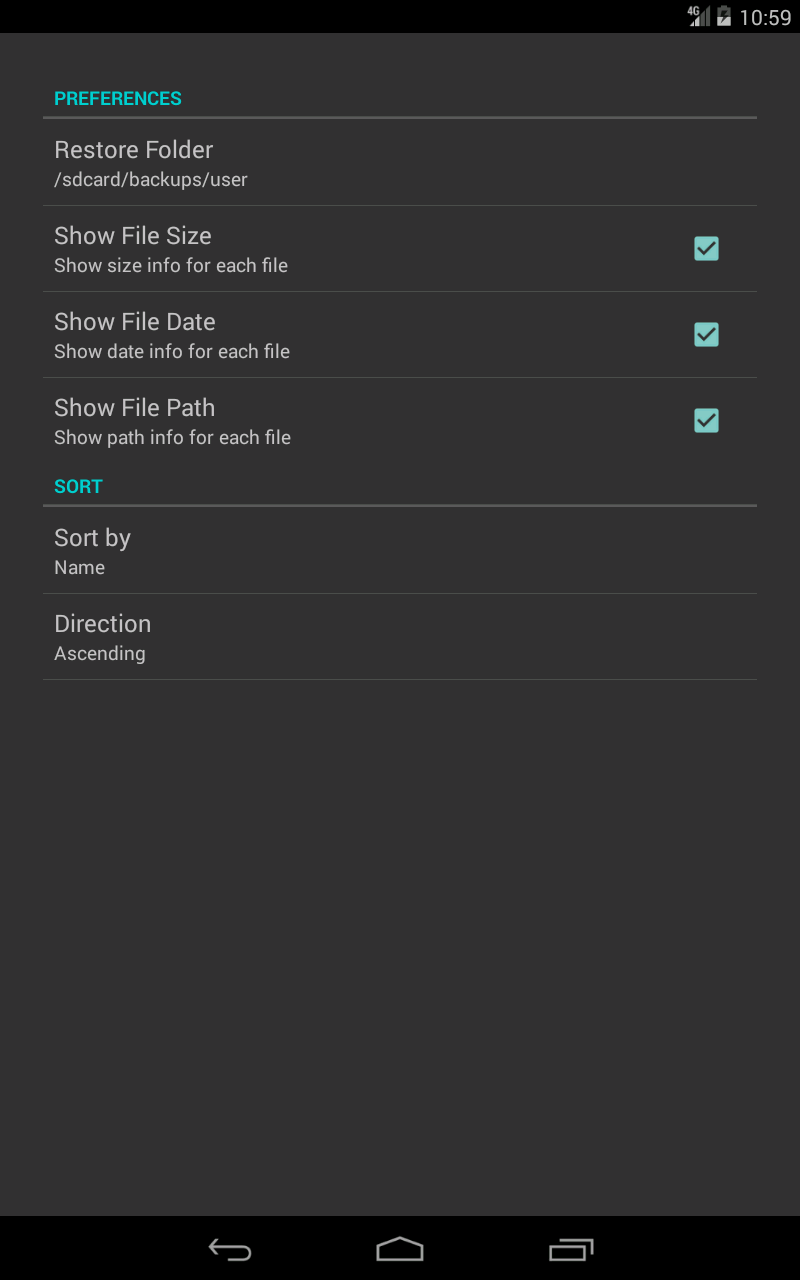 4G 10:59
PREFERENCES
Restore Folder
/sdcard/backups/user
Show File Size
Show size info for each file
Show File Date
Show date info for each file
Show File Path
Show path info for each file
SORT
Sort by
Name
Direction
Ascending